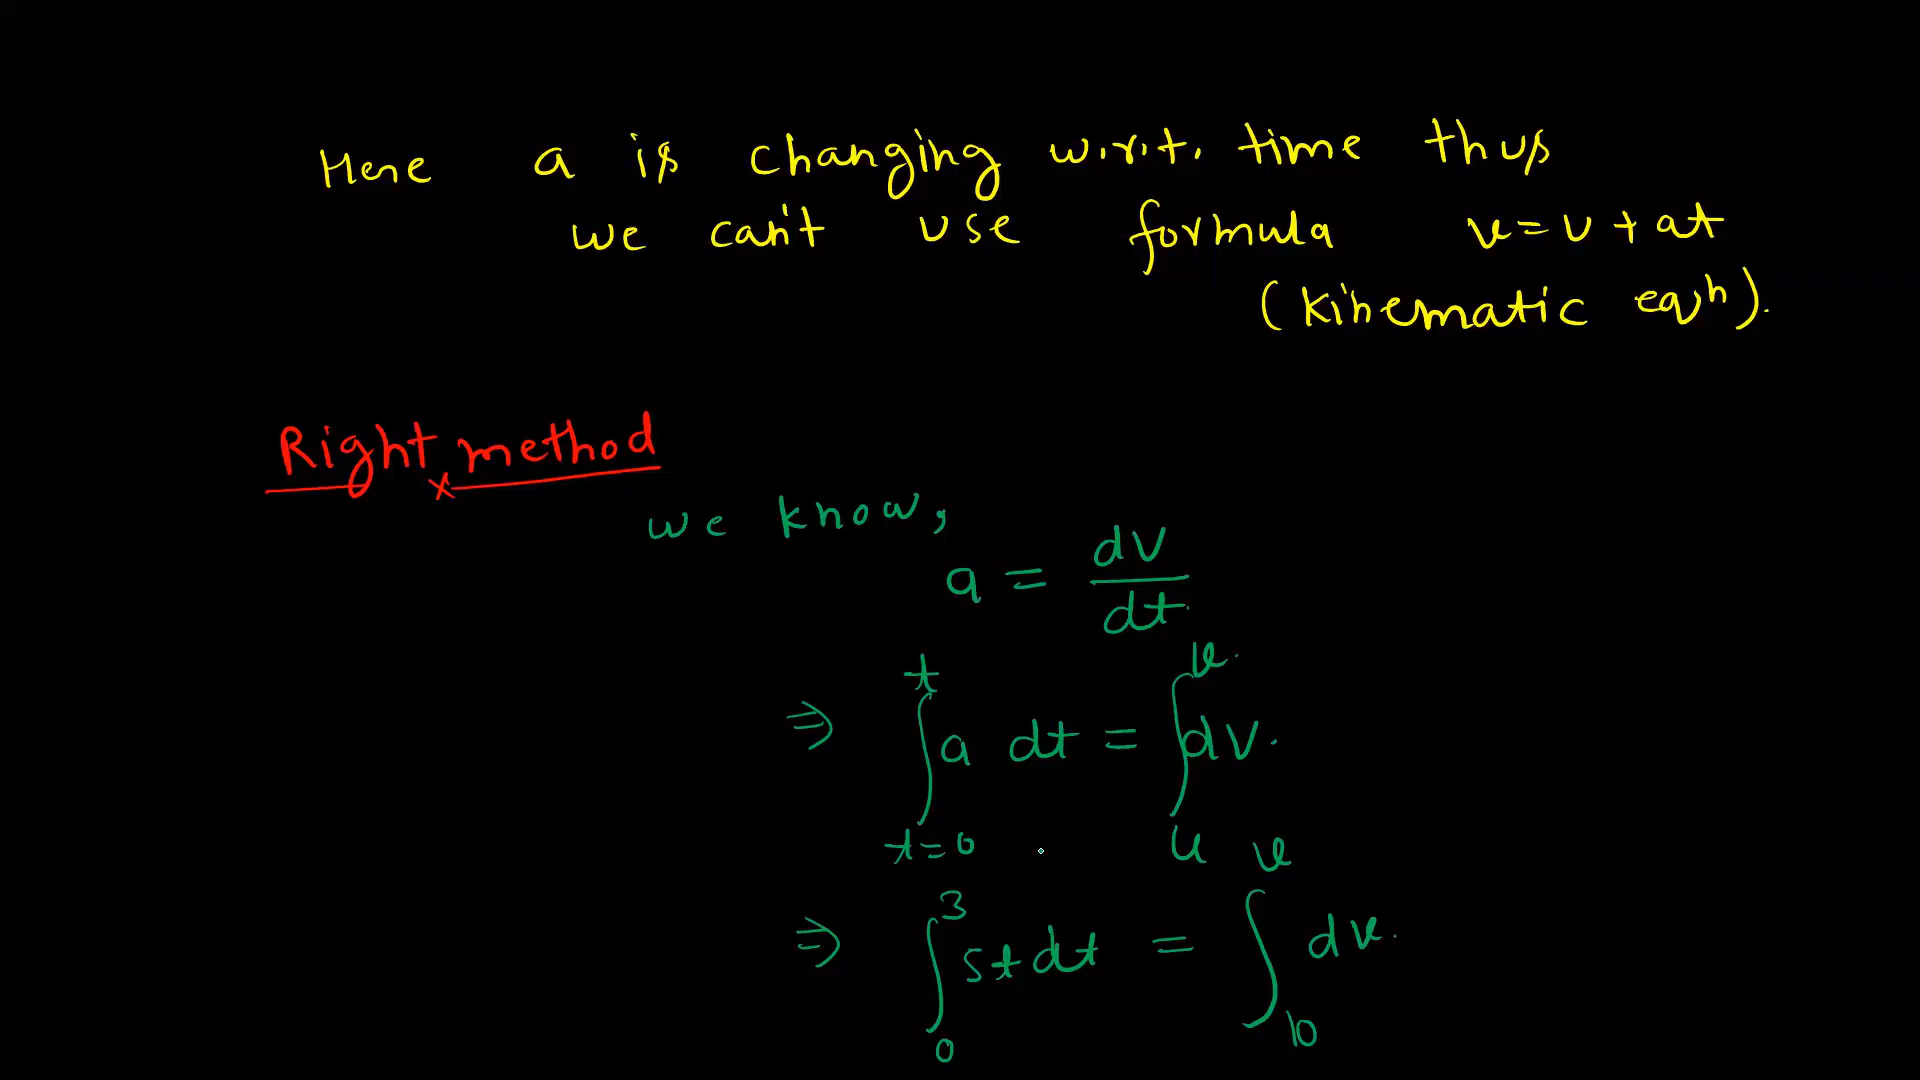 Here a is changing w.r.t. time thus
we can't use formula v = u + at
(kinematic eqn).
Right method
we know,
a = dv/dt
⇒ ∫_{t=0}^{t} a dt = ∫_{u}^{v} dv.
⇒ ∫_{0}^{3} 5t dt = ∫_{10}^{v} dv.